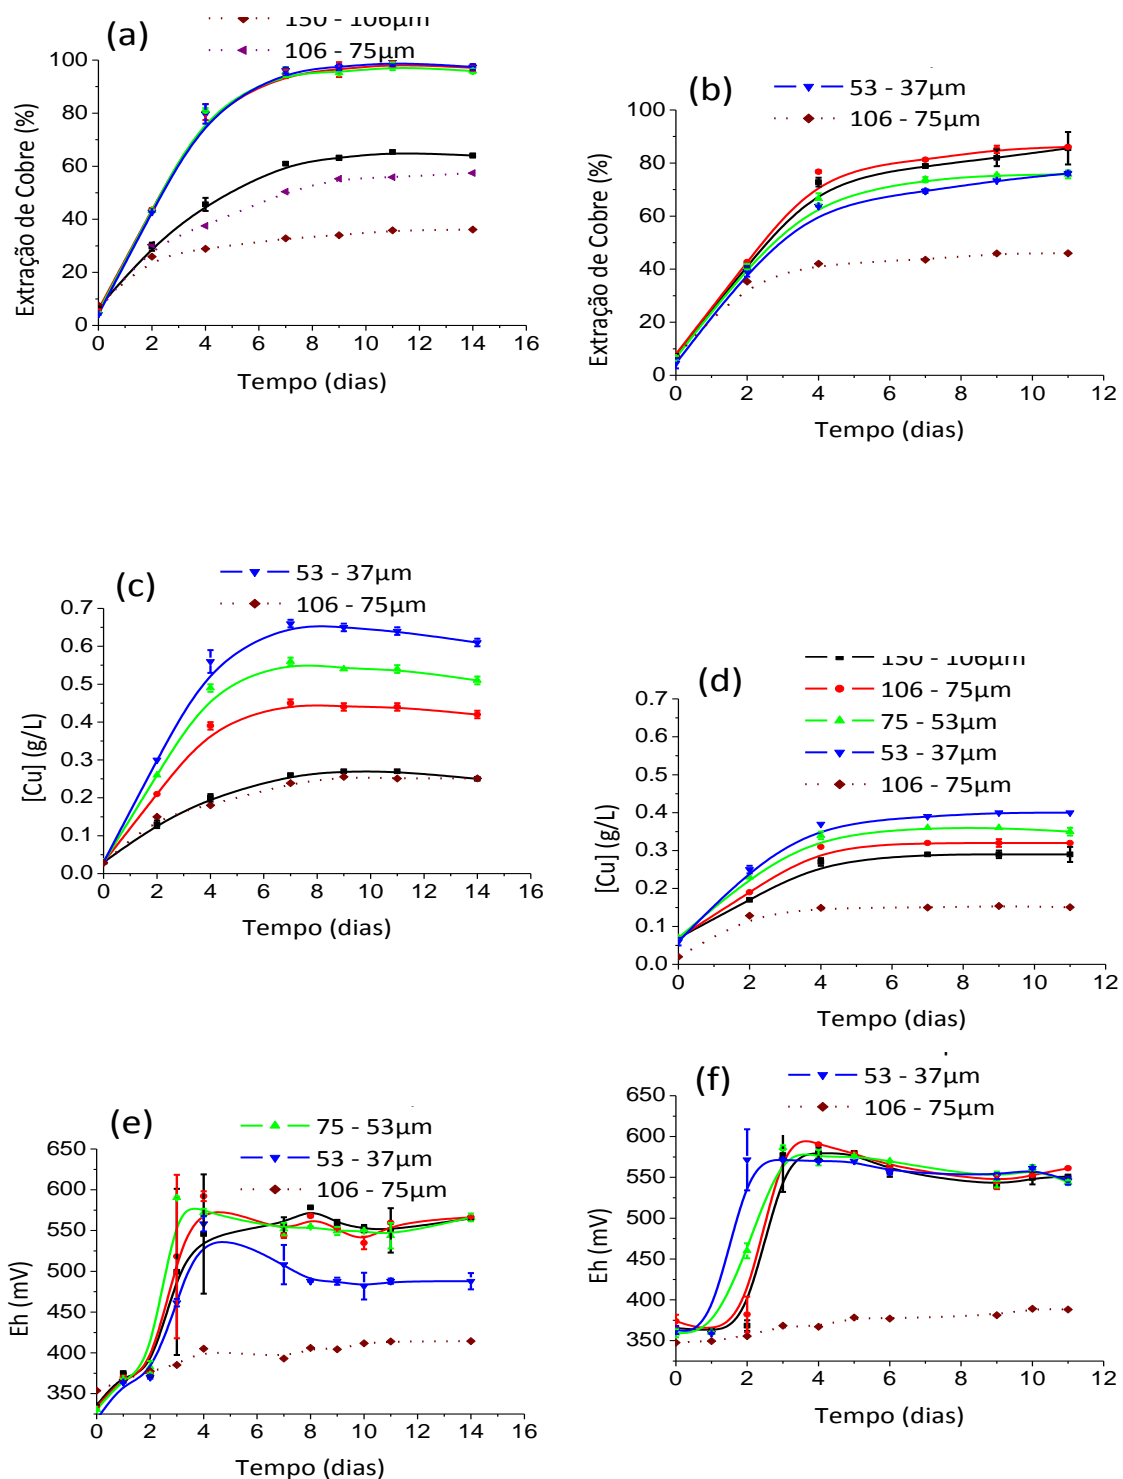 (a)
150 - 106µm
106 - 75µm
100
80
60
40
20
0
Extração de Cobre (%)
0 2 4 6 8 10 12 14 16
Tempo (dias)
(b)
53 - 37µm
106 - 75µm
100
80
60
40
20
0
Extração de Cobre (%)
0 2 4 6 8 10 12
Tempo (dias)
(c)
53 - 37µm
106 - 75µm
0.7
0.6
0.5
0.4
0.3
0.2
0.1
0.0
[Cu] (g/L)
0 2 4 6 8 10 12 14 16
Tempo (dias)
(d)
150 - 106µm
106 - 75µm
75 - 53µm
53 - 37µm
106 - 75µm
0.7
0.6
0.5
0.4
0.3
0.2
0.1
0.0
[Cu] (g/L)
0 2 4 6 8 10 12
Tempo (dias)
(e)
75 - 53µm
53 - 37µm
106 - 75µm
650
600
550
500
450
400
350
Eh (mV)
0 2 4 6 8 10 12 14 16
Tempo (dias)
(f)
53 - 37µm
106 - 75µm
650
600
550
500
450
400
350
Eh (mV)
0 2 4 6 8 10 12
Tempo (dias)